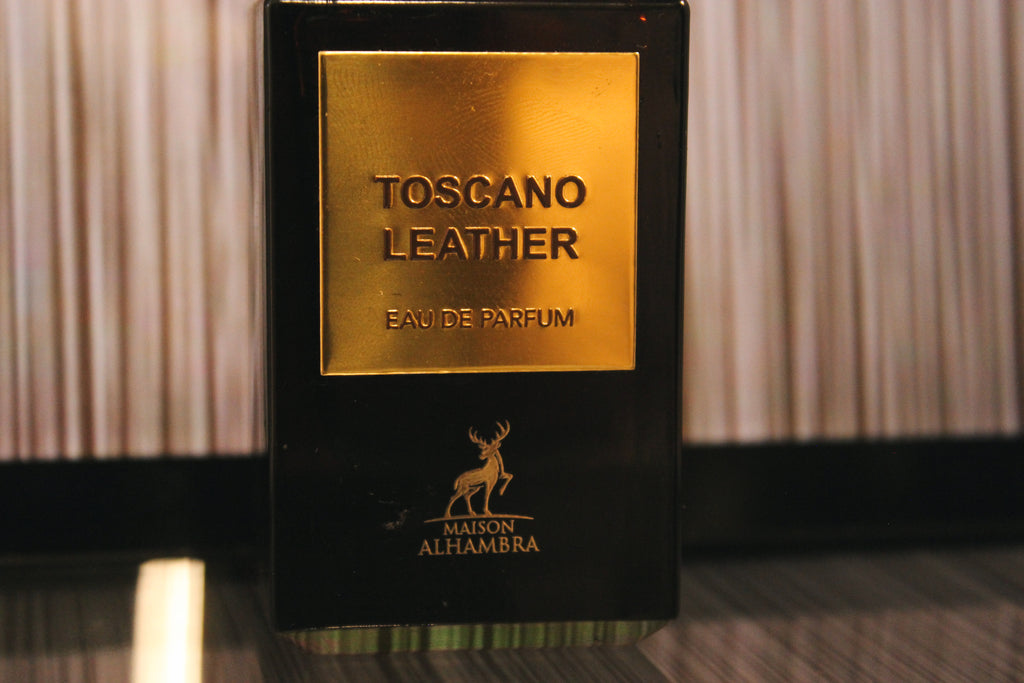 TOSCANO
LEATHER
EAU DE PARFUM
MAISON
ALHAMBRA